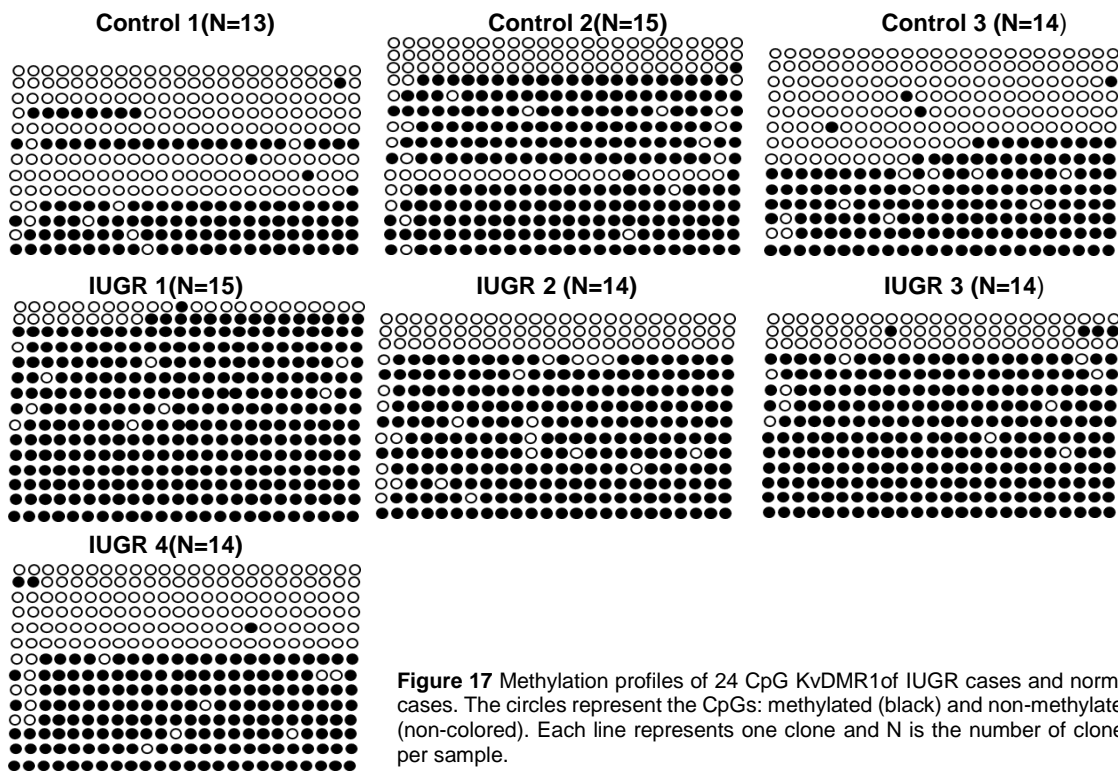 Control 1(N=13)
Control 2(N=15)
Control 3 (N=14)
IUGR 1(N=15)
IUGR 2 (N=14)
IUGR 3 (N=14)
IUGR 4(N=14)
Figure 17 Methylation profiles of 24 CpG KvDMR1of IUGR cases and norm
cases. The circles represent the CpGs: methylated (black) and non-methylate
(non-colored). Each line represents one clone and N is the number of clone
per sample.